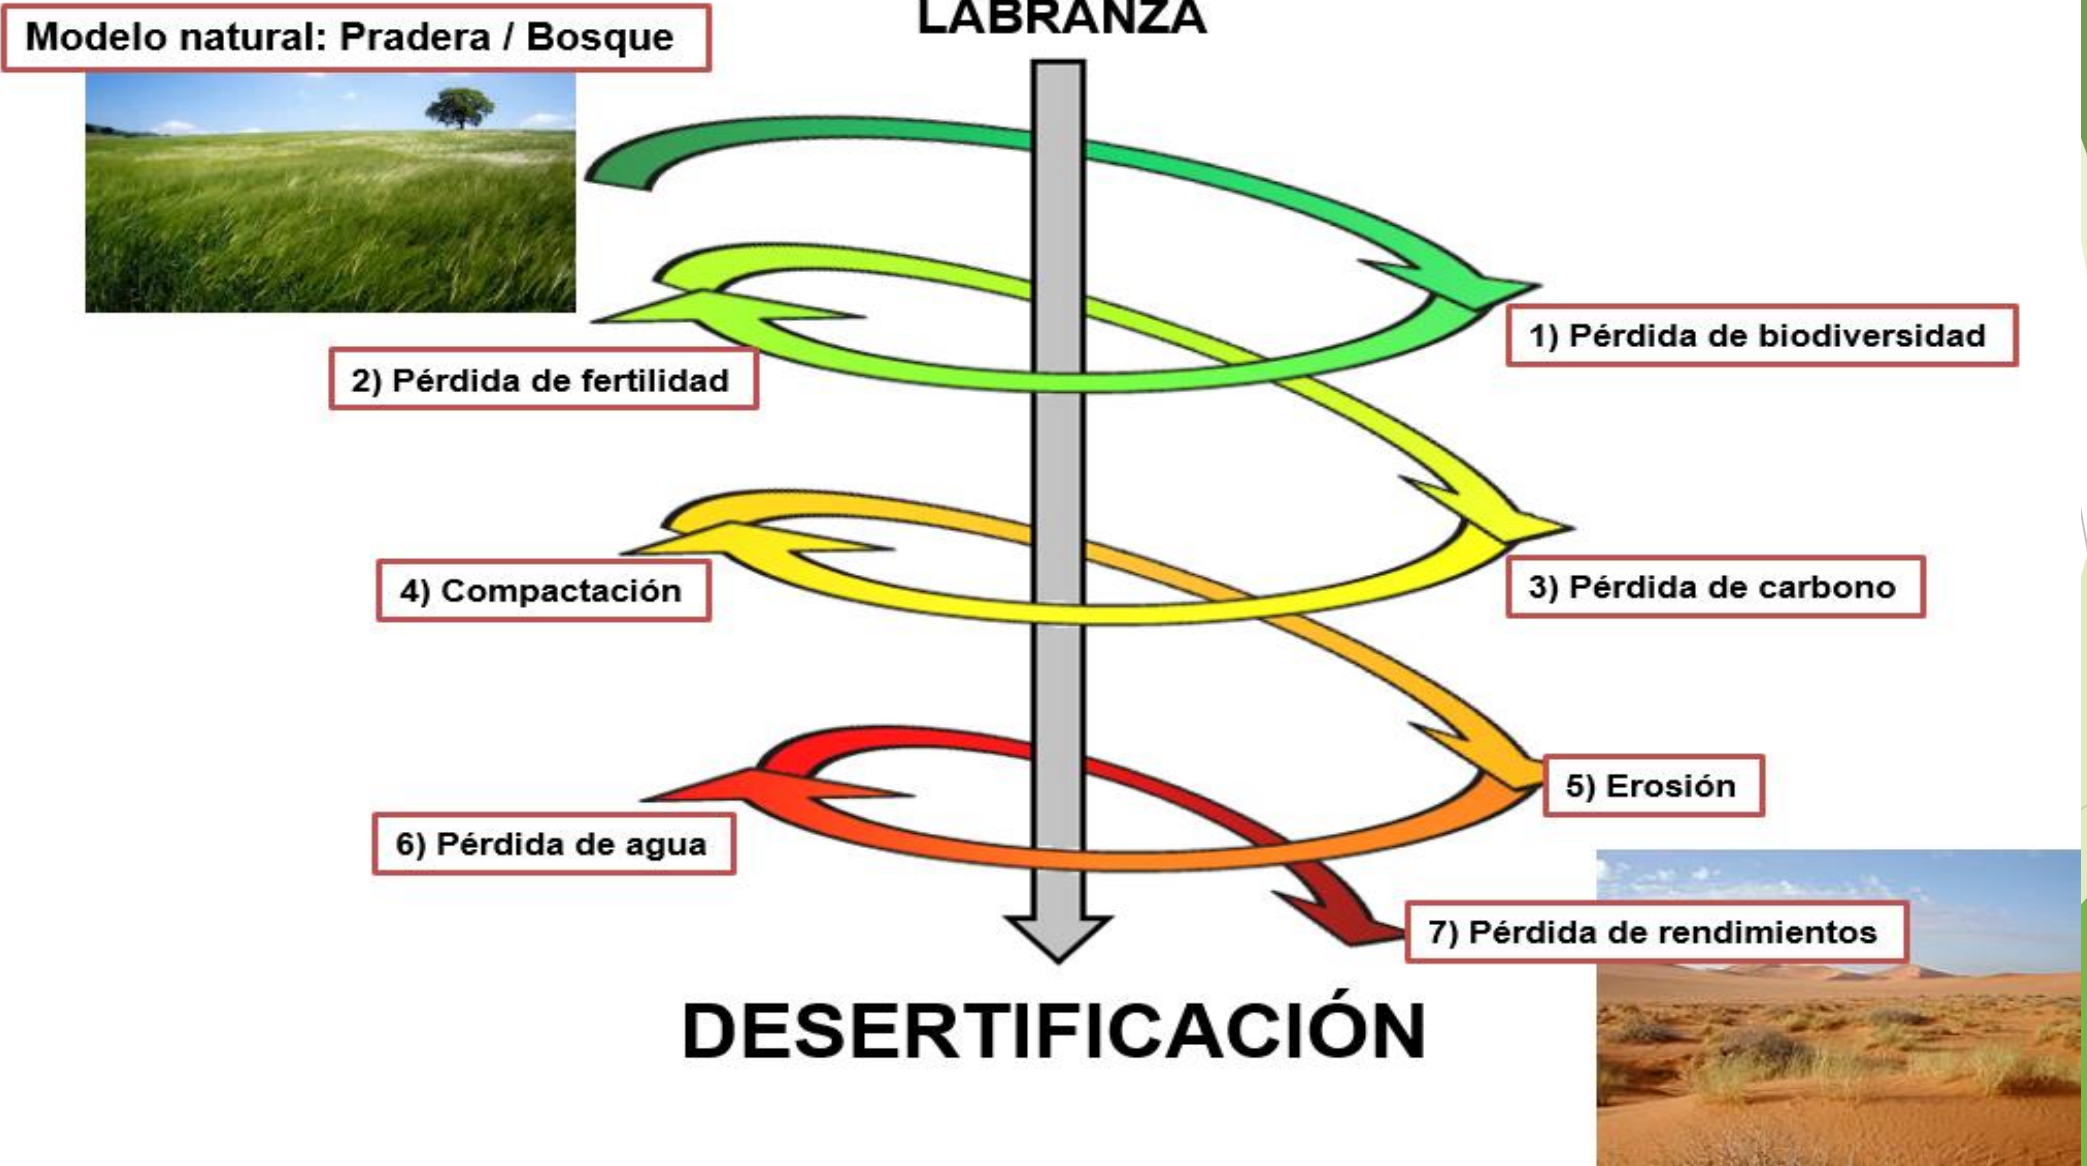 LABRANZA
Modelo natural: Pradera / Bosque
1) Pérdida de biodiversidad
2) Pérdida de fertilidad
3) Pérdida de carbono
4) Compactación
5) Erosión
6) Pérdida de agua
7) Pérdida de rendimientos
DESERTIFICACIÓN